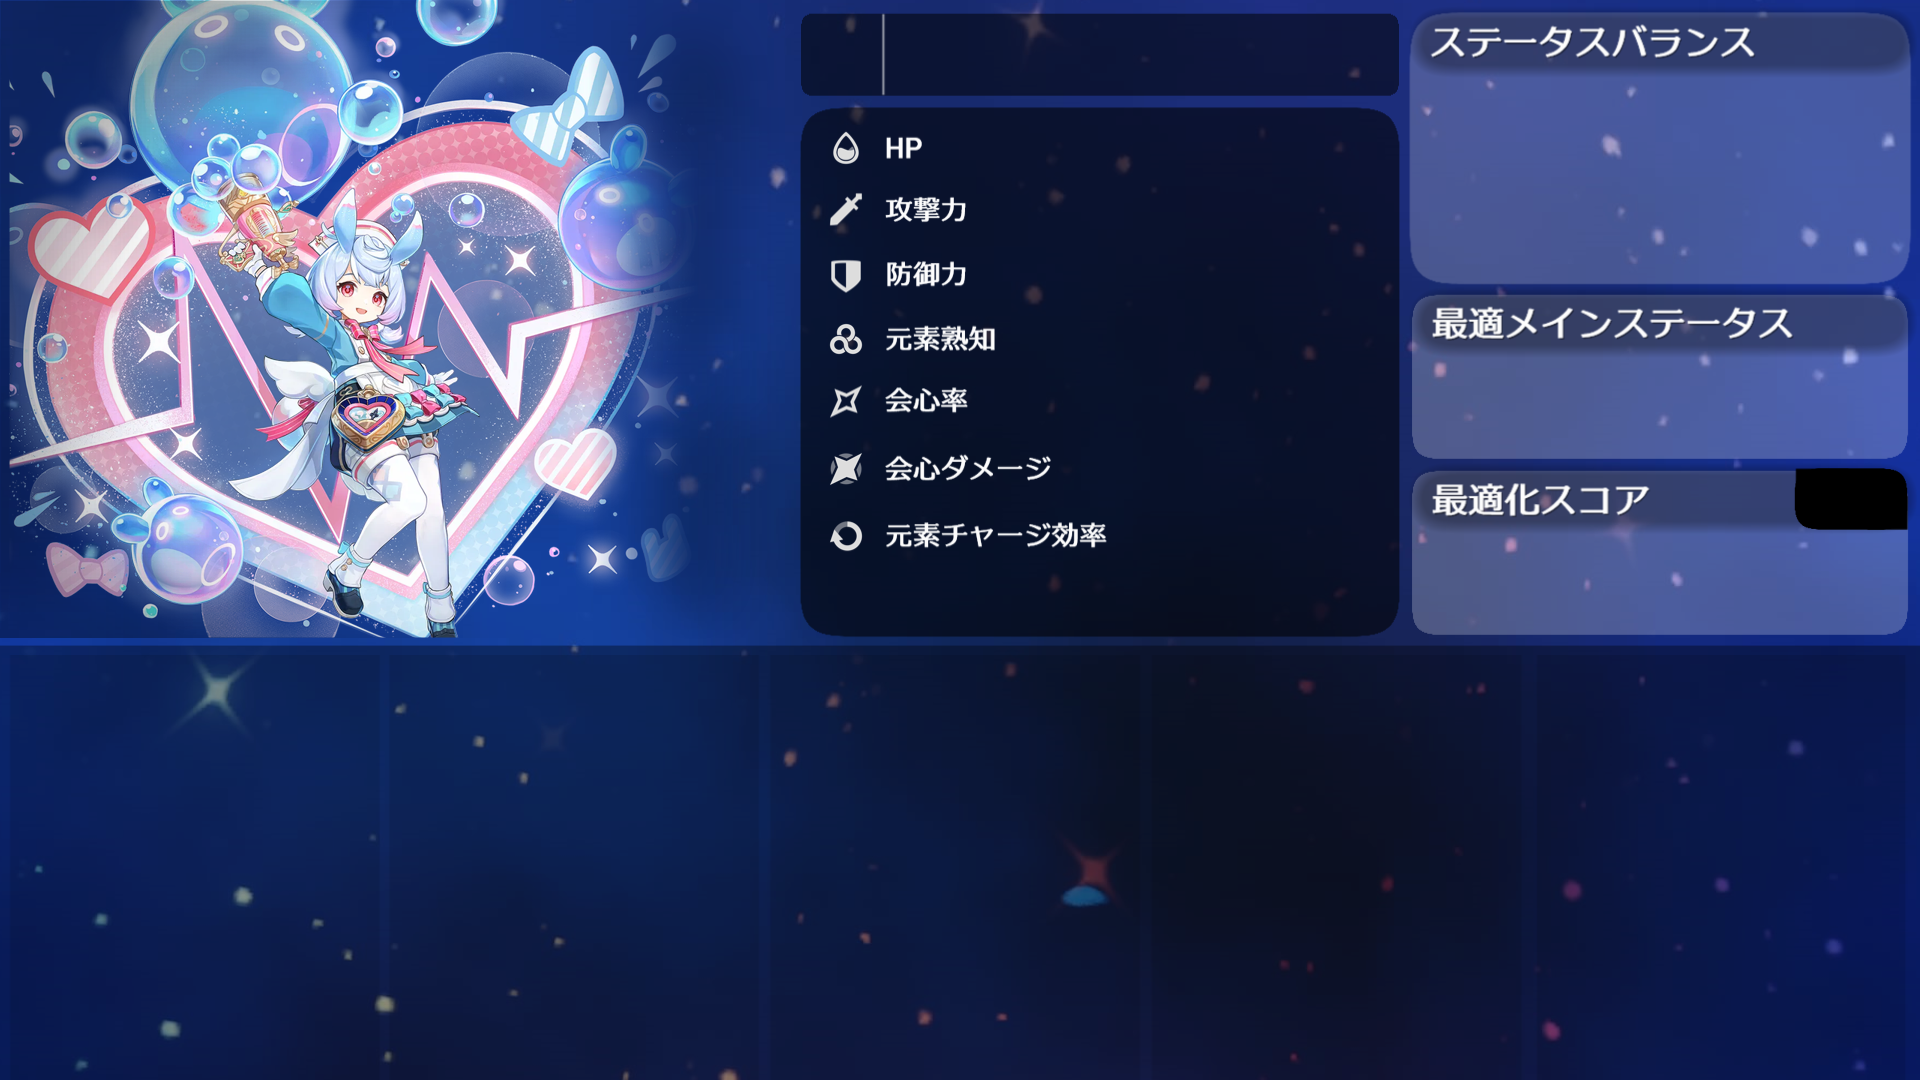 HP
攻撃力
防御力
元素熟知
会心率
会心ダメージ
元素チャージ効率
ステータスバランス
最適メインステータス
最適化スコア